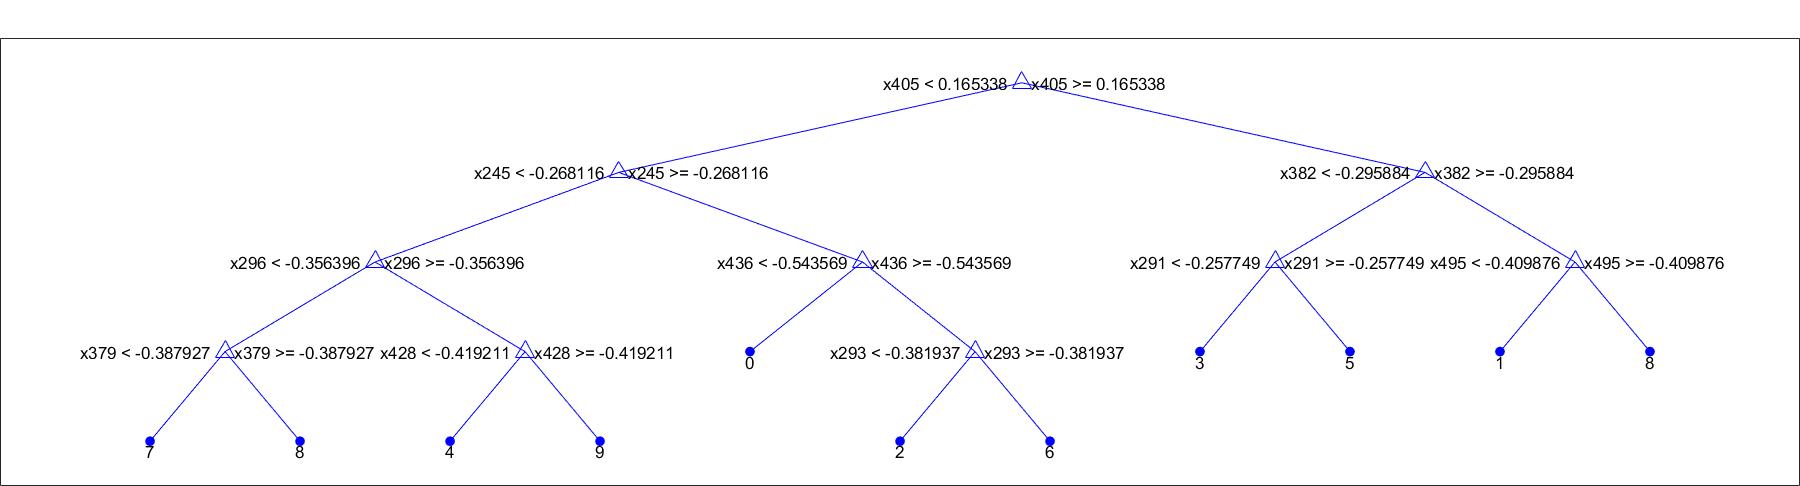 x405 < 0.165338 x405 >= 0.165338
x245 < -0.268116 x245 >= -0.268116 x382 < -0.295884 x382 >= -0.295884
x296 < -0.356396 x296 >= -0.356396 x436 < -0.543569 x436 >= -0.543569 x291 < -0.257749 x291 >= -0.257749 x495 < -0.409876 x495 >= -0.409876
x379 < -0.387927 x379 >= -0.387927 x428 < -0.419211 x428 >= -0.419211 0 x293 < -0.381937 x293 >= -0.381937 3 5 1 8
7 8 4 9 2 6